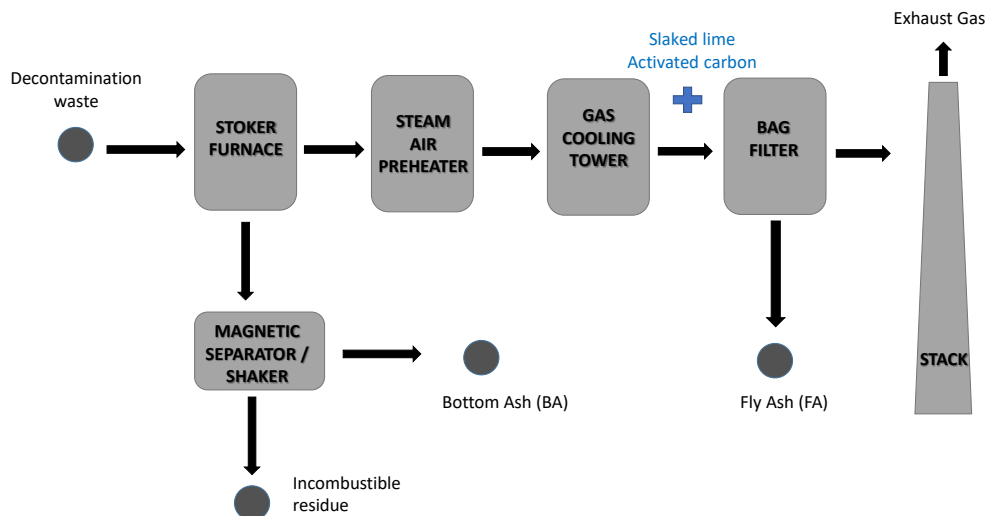 Exhaust Gas
Slaked lime
Activated carbon
Decontamination
waste
STOKER
FURNACE
STEAM
AIR
PREHEATER
GAS
COOLING
TOWER
BAG
FILTER
MAGNETIC
SEPARATOR /
SHAKER
STACK
Bottom Ash (BA)
Fly Ash (FA)
Incombustible
residue